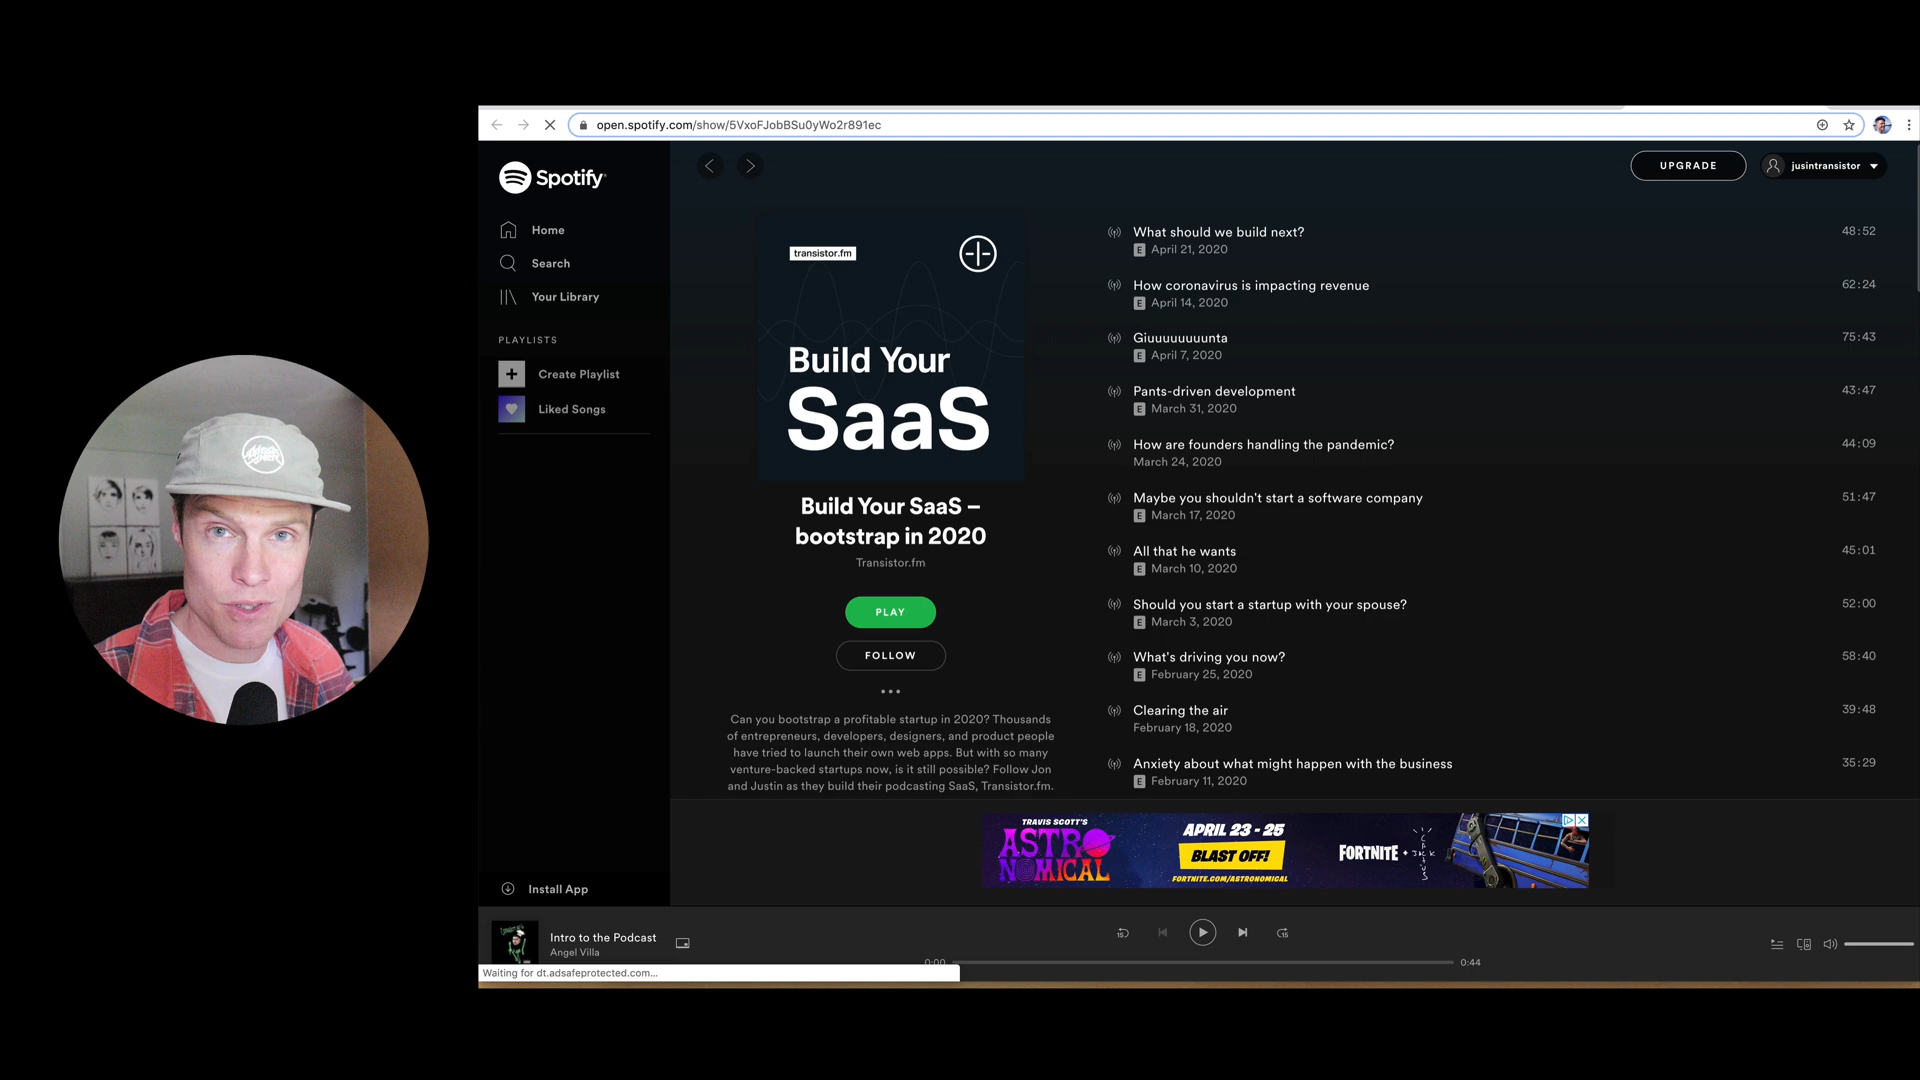 open.spotify.com/show/5VxoFJobBSu0yWo2r891ec
Spotify
Home
Search
Your Library
PLAYLISTS
Create Playlist
Liked Songs
Install App
UPGRADE
jusintransistor
transistor.fm
Build Your
SaaS
Build Your SaaS –
bootstrap in 2020
Transistor.fm
PLAY
FOLLOW
Can you bootstrap a profitable startup in 2020? Thousands
of entrepreneurs, developers, designers, and product people
have tried to launch their own web apps. But with so many
venture-backed startups now, is it still possible? Follow Jon
and Justin as they build their podcasting SaaS, Transistor.fm.
What should we build next? 48:52
E April 21, 2020
How coronavirus is impacting revenue 62:24
E April 14, 2020
Giuuuuuuuunta 75:43
E April 7, 2020
Pants-driven development 43:47
E March 31, 2020
How are founders handling the pandemic? 44:09
March 24, 2020
Maybe you shouldn't start a software company 51:47
E March 17, 2020
All that he wants 45:01
E March 10, 2020
Should you start a startup with your spouse? 52:00
E March 3, 2020
What's driving you now? 58:40
E February 25, 2020
Clearing the air 39:48
February 18, 2020
Anxiety about what might happen with the business 35:29
E February 11, 2020
TRAVIS SCOTT'S
ASTRO
NOMICAL
APRIL 23 - 25
BLAST OFF!
FORTNITE.COM/ASTRONOMICAL
FORTNITE
Intro to the Podcast
Angel Villa
15
15
0:00
0:44
Waiting for dt.adsafeprotected.com...